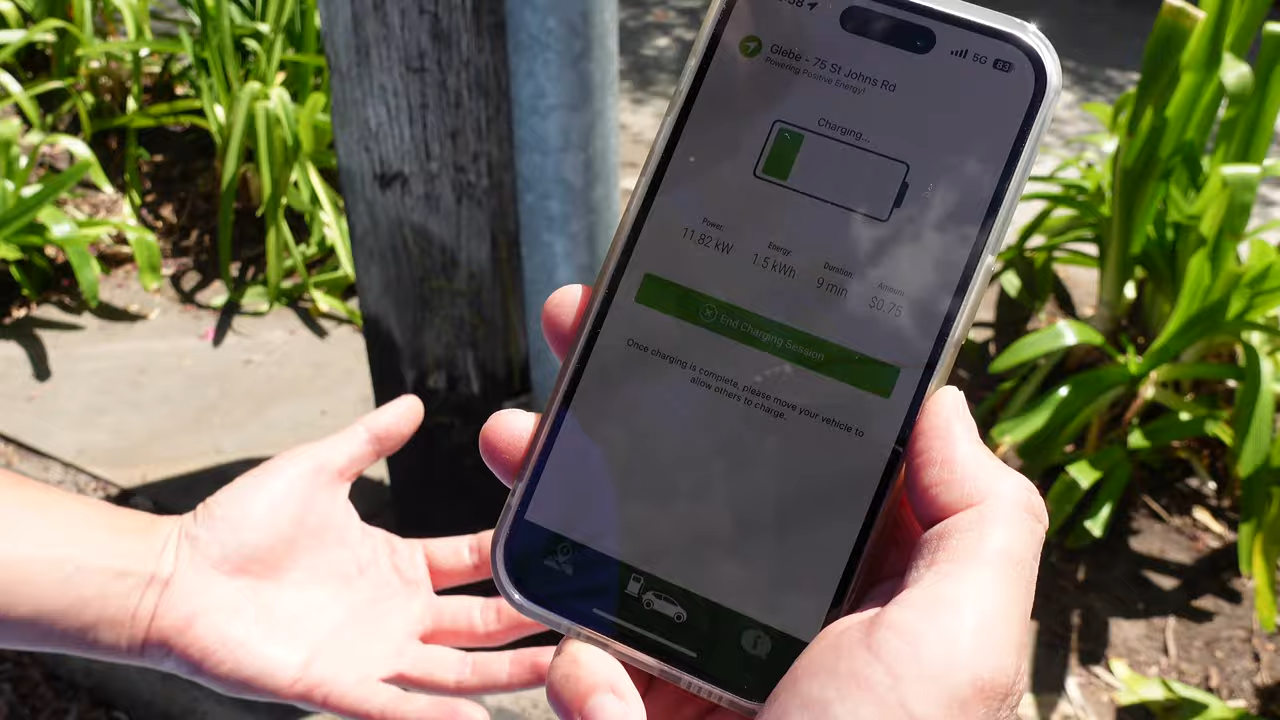 5G 83
Glebe - 75 St Johns Rd
Powering Positive Energy!
Charging...
Power: Energy: Duration: Amount:
11.82 kW 1.5 kWh 9 min $0.75
End Charging Session
Once charging is complete, please move your vehicle to
allow others to charge.